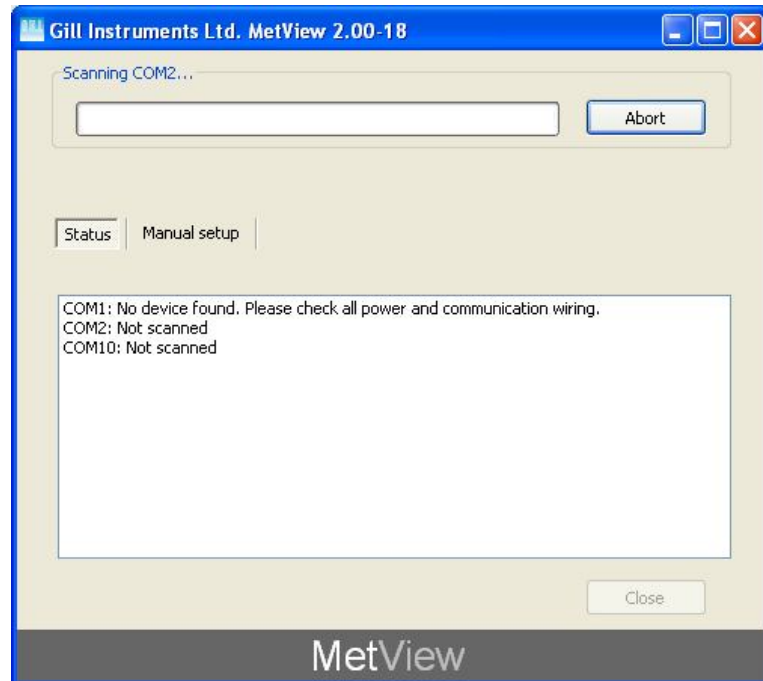 Gill Instruments Ltd. MetView 2.00-18
Scanning COM2...
Abort
Status
Manual setup
COM1: No device found. Please check all power and communication wiring.
COM2: Not scanned
COM10: Not scanned
Close
MetView